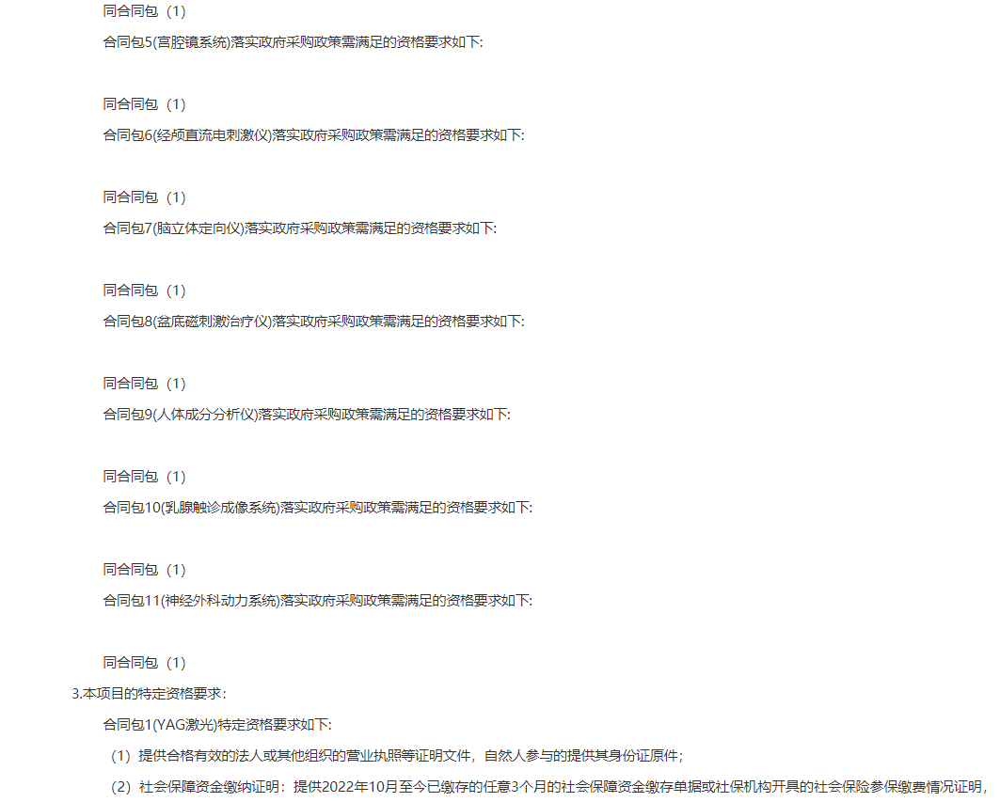 同合同包（1）
合同包5(宫腔镜系统)落实政府采购政策需满足的资格要求如下:
同合同包（1）
合同包6(经颅直流电刺激仪)落实政府采购政策需满足的资格要求如下:
同合同包（1）
合同包7(脑立体定向仪)落实政府采购政策需满足的资格要求如下:
同合同包（1）
合同包8(盆底磁刺激治疗仪)落实政府采购政策需满足的资格要求如下:
同合同包（1）
合同包9(人体成分分析仪)落实政府采购政策需满足的资格要求如下:
同合同包（1）
合同包10(乳腺触诊成像系统)落实政府采购政策需满足的资格要求如下:
同合同包（1）
合同包11(神经外科动力系统)落实政府采购政策需满足的资格要求如下:
同合同包（1）
3.本项目的特定资格要求：
合同包1(YAG激光)特定资格要求如下:
（1）提供合格有效的法人或其他组织的营业执照等证明文件，自然人参与的提供其身份证原件；
（2）社会保障资金缴纳证明：提供2022年10月至今已缴存的任意3个月的社会保障资金缴存单据或社保机构开具的社会保险参保缴费情况证明，